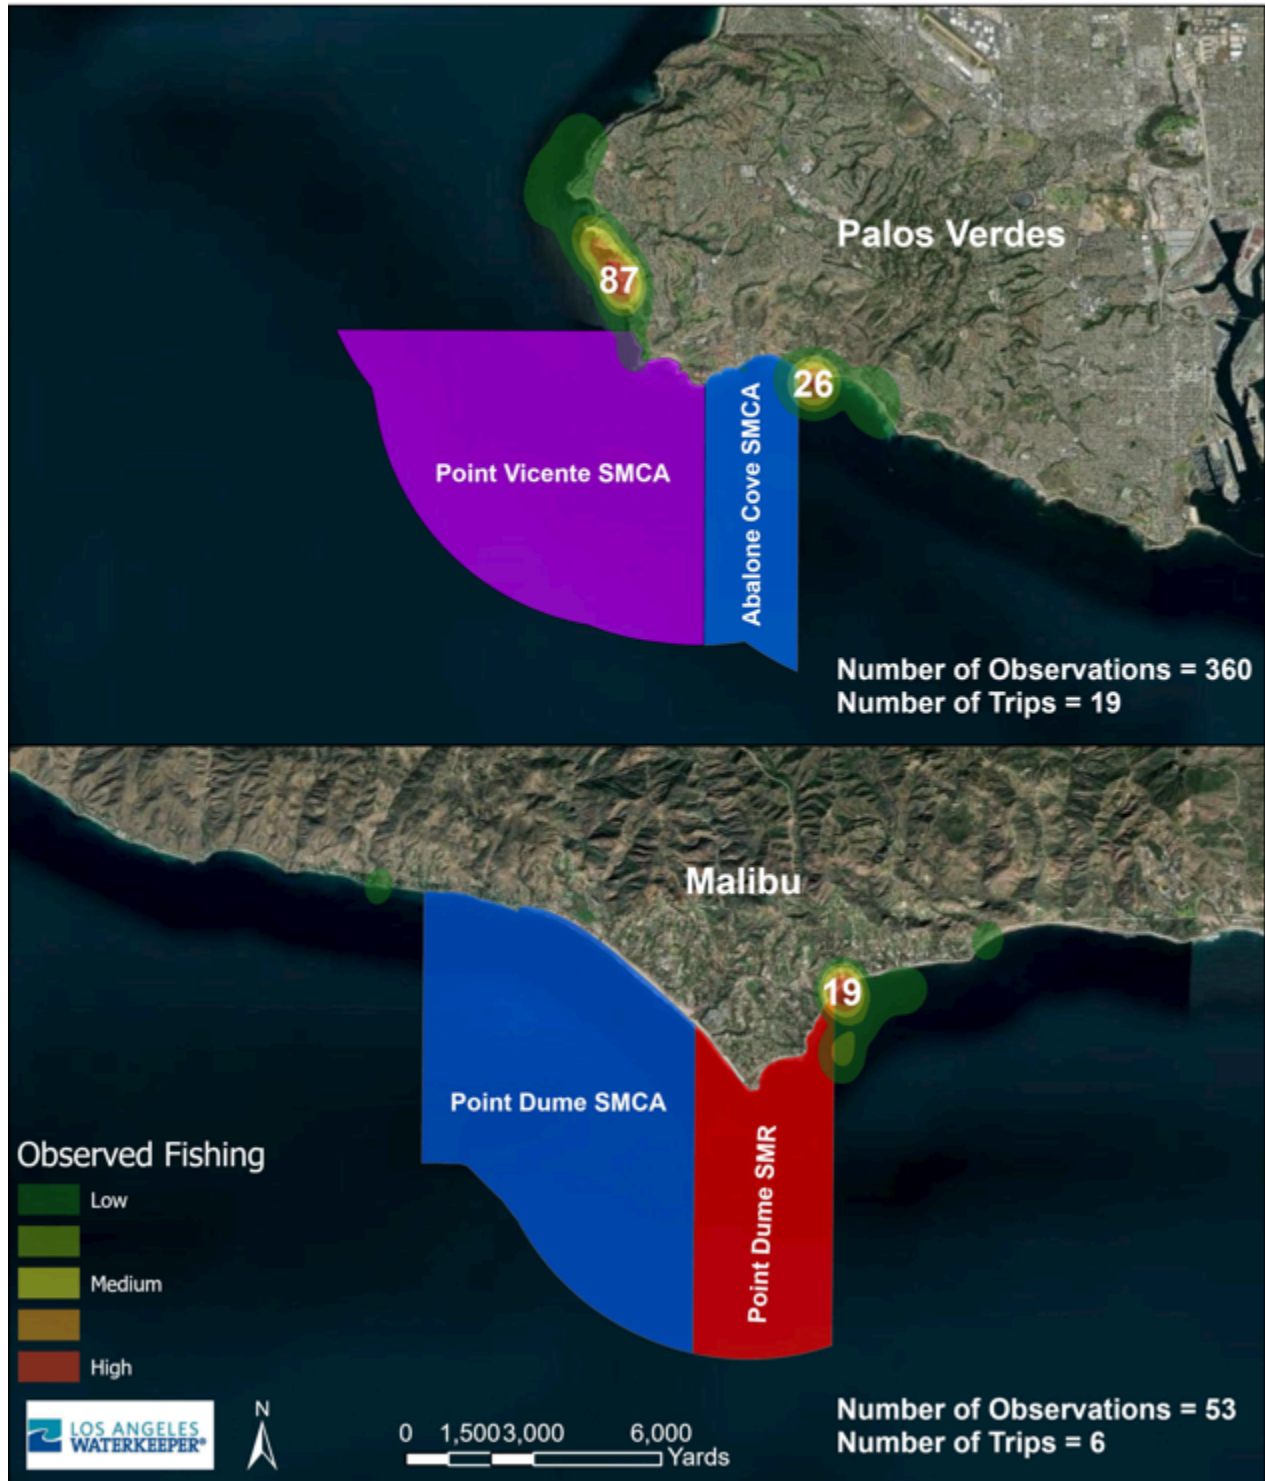 Palos Verdes
87
26
Point Vicente SMCA
Abalone Cove SMCA
Number of Observations = 360
Number of Trips = 19
Malibu
19
Point Dume SMCA
Point Dume SMR
Observed Fishing
Low
Medium
High
LOS ANGELES
WATERKEEPER®
N
0 1,500 3,000 6,000
Yards
Number of Observations = 53
Number of Trips = 6